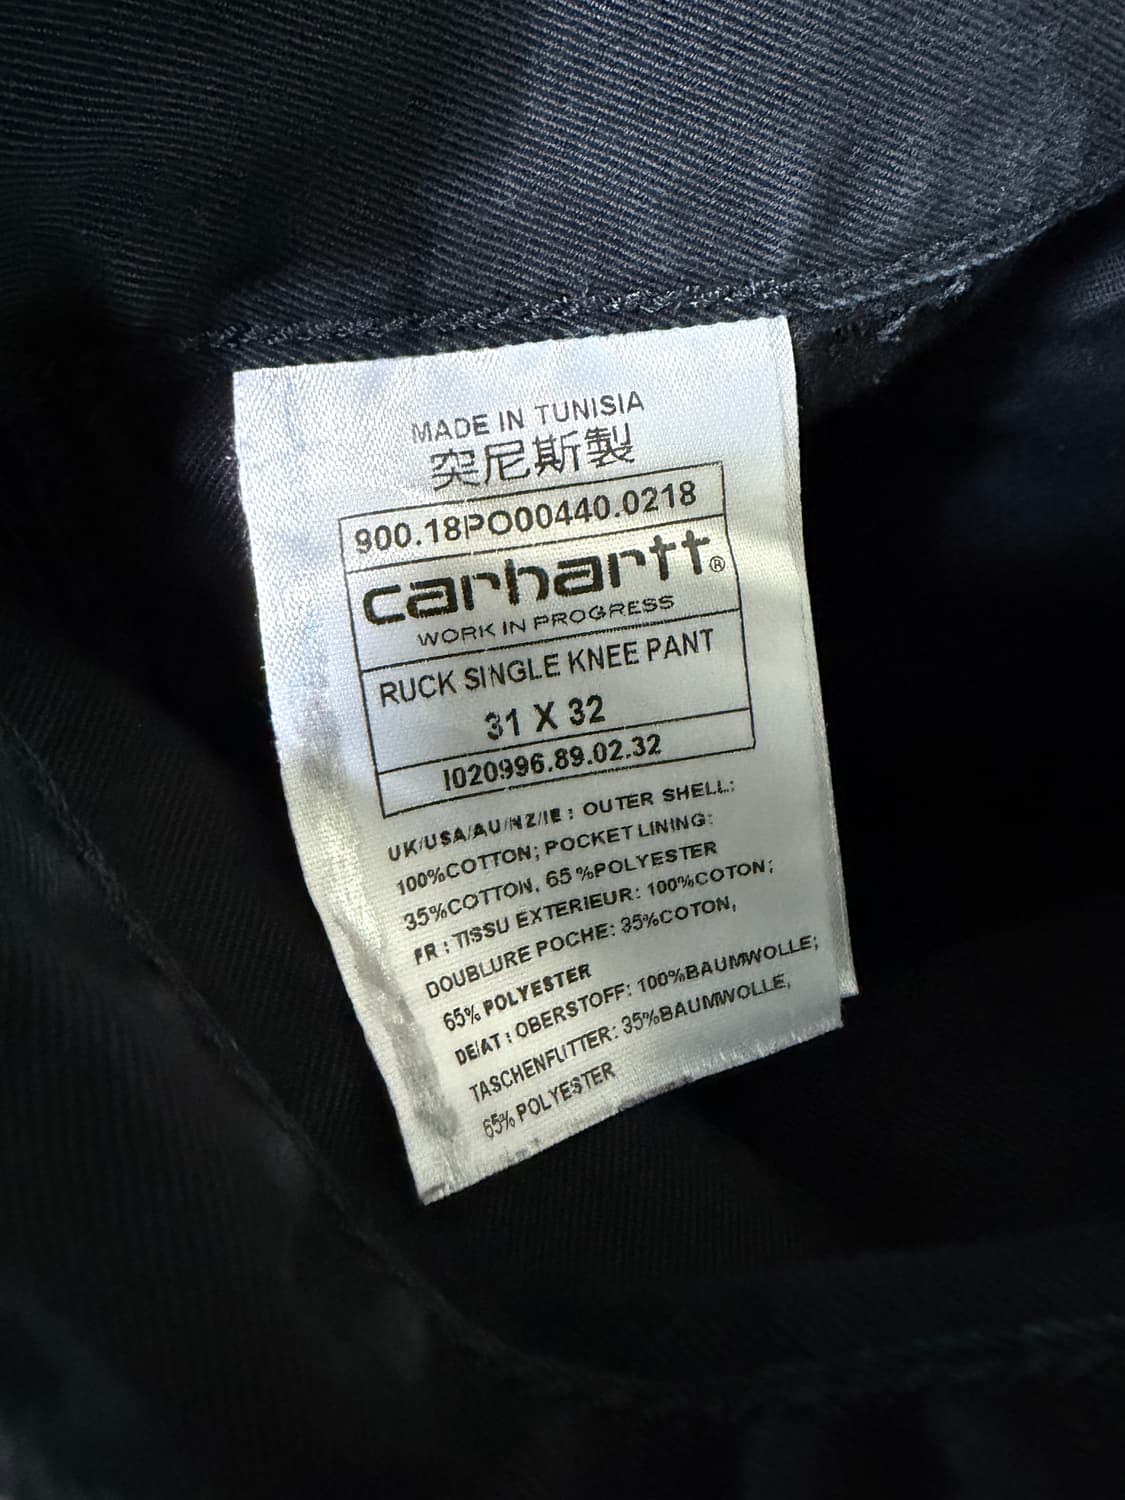 MADE IN TUNISIA
突尼斯製
900.18PO00440.0218
carhartt®
WORK IN PROGRESS
RUCK SINGLE KNEE PANT
31 X 32
I020996.89.02.32
UK/USA/AU/NZ/IE : OUTER SHELL:
100%COTTON; POCKET LINING:
35%COTTON, 65 %POLYESTER
FR : TISSU EXTERIEUR: 100%COTON;
DOUBLURE POCHE: 35%COTON,
65% POLYESTER
DE/AT : OBERSTOFF: 100%BAUMWOLLE;
TASCHENFUTTER: 35%BAUMWOLLE,
65% POLYESTER